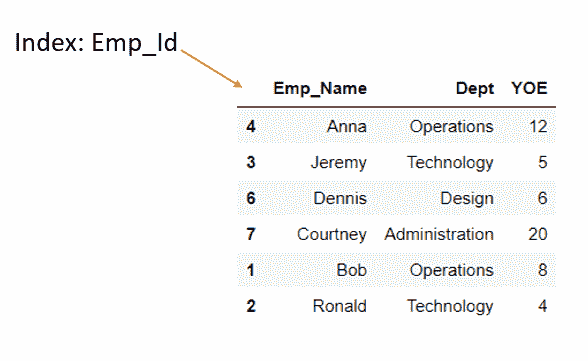 Index: Emp_Id
Emp_Name Dept YOE
4 Anna Operations 12
3 Jeremy Technology 5
6 Dennis Design 6
7 Courtney Administration 20
1 Bob Operations 8
2 Ronald Technology 4